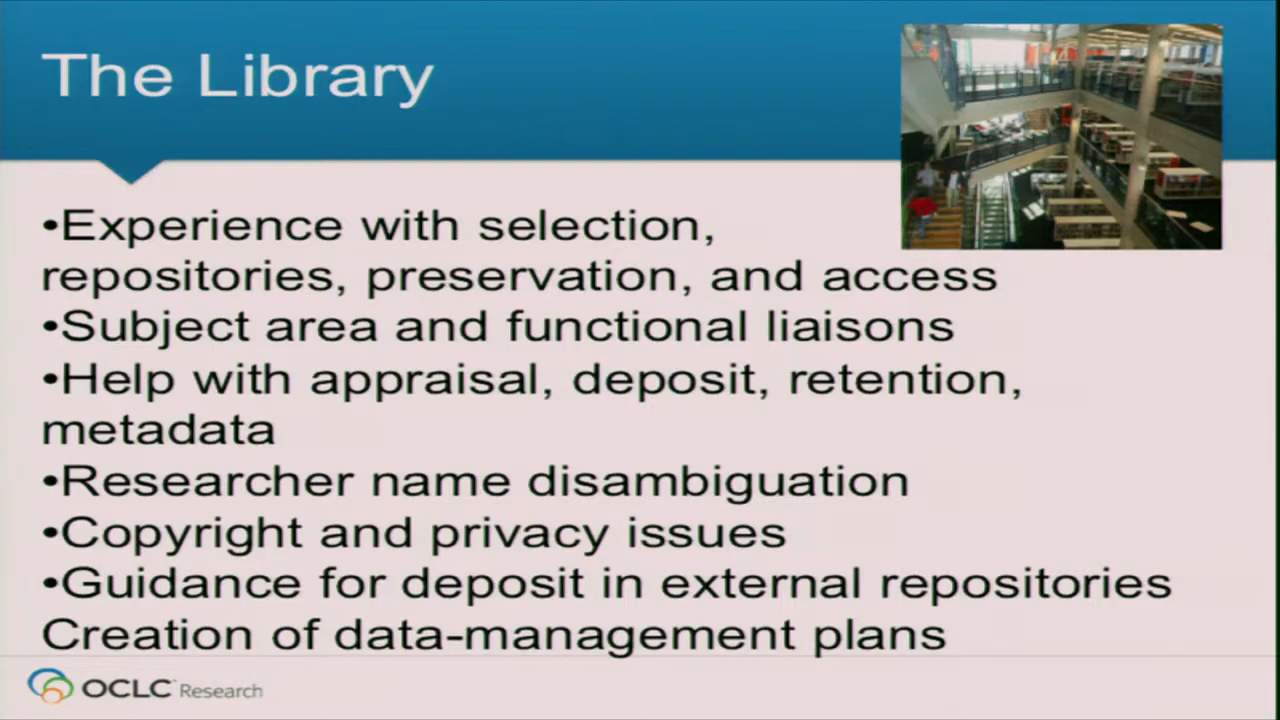 The Library
•Experience with selection,
repositories, preservation, and access
•Subject area and functional liaisons
•Help with appraisal, deposit, retention,
metadata
•Researcher name disambiguation
•Copyright and privacy issues
•Guidance for deposit in external repositories
Creation of data-management plans
OCLC Research